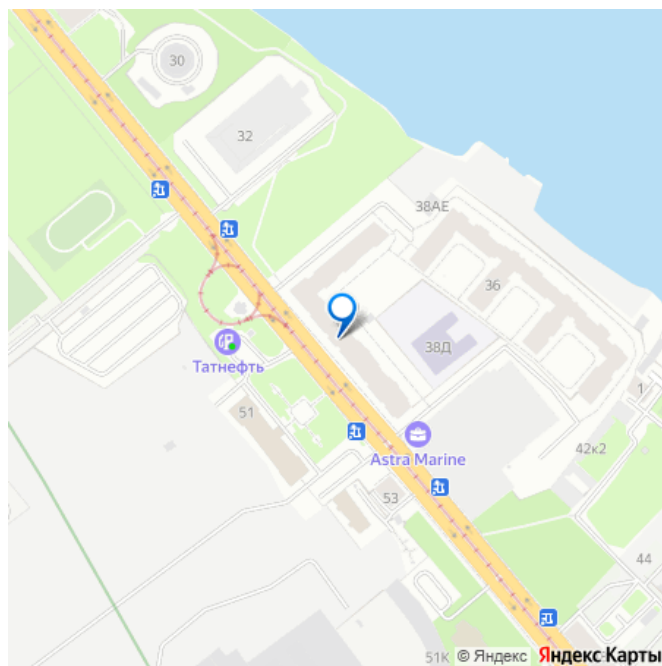 30
32
38АЕ
36
38Д
Татнефть
51
1
Astra Marine
42к2
53
44
51К
© Яндекс
Яндекс Карты